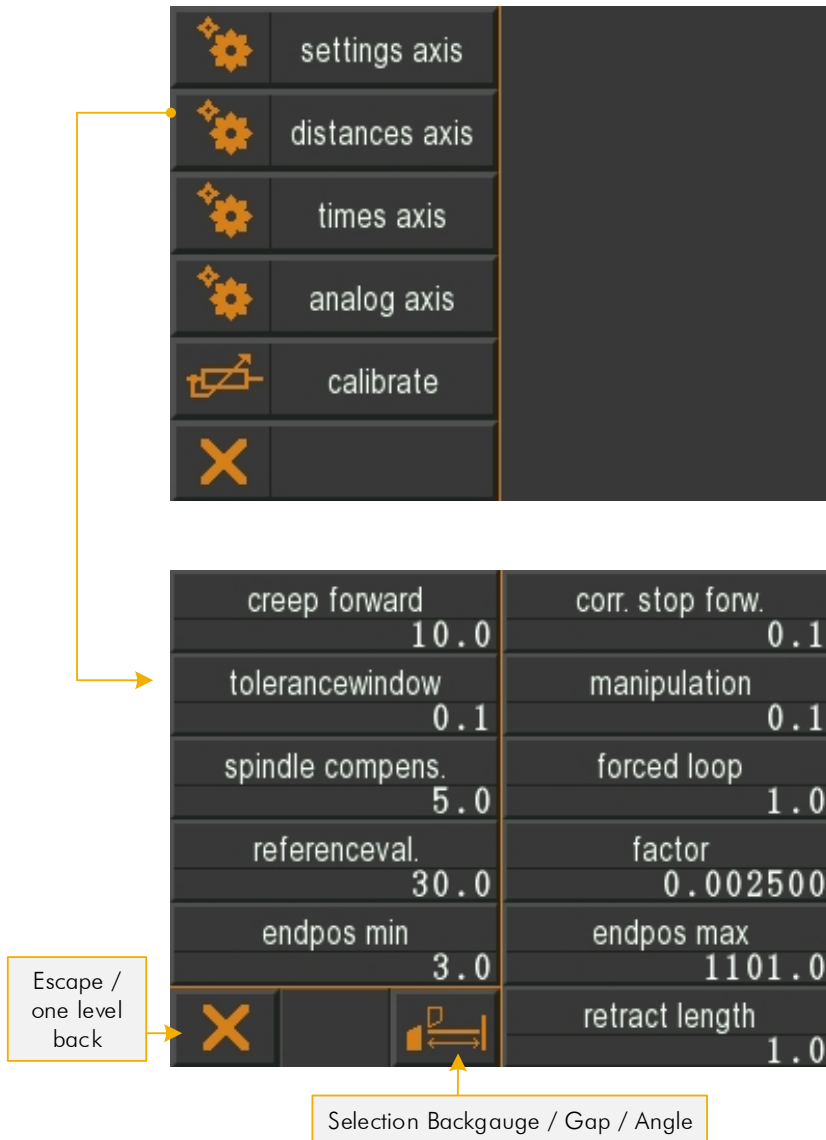 settings axis
distances axis
times axis
analog axis
calibrate
creep forward
10.0
corr. stop forw.
0.1
tolerancewindow
0.1
manipulation
0.1
spindle compens.
5.0
forced loop
1.0
referenceval.
30.0
factor
0.002500
endpos min
3.0
endpos max
1101.0
retract length
1.0
Escape /
one level
back
Selection Backgauge / Gap / Angle